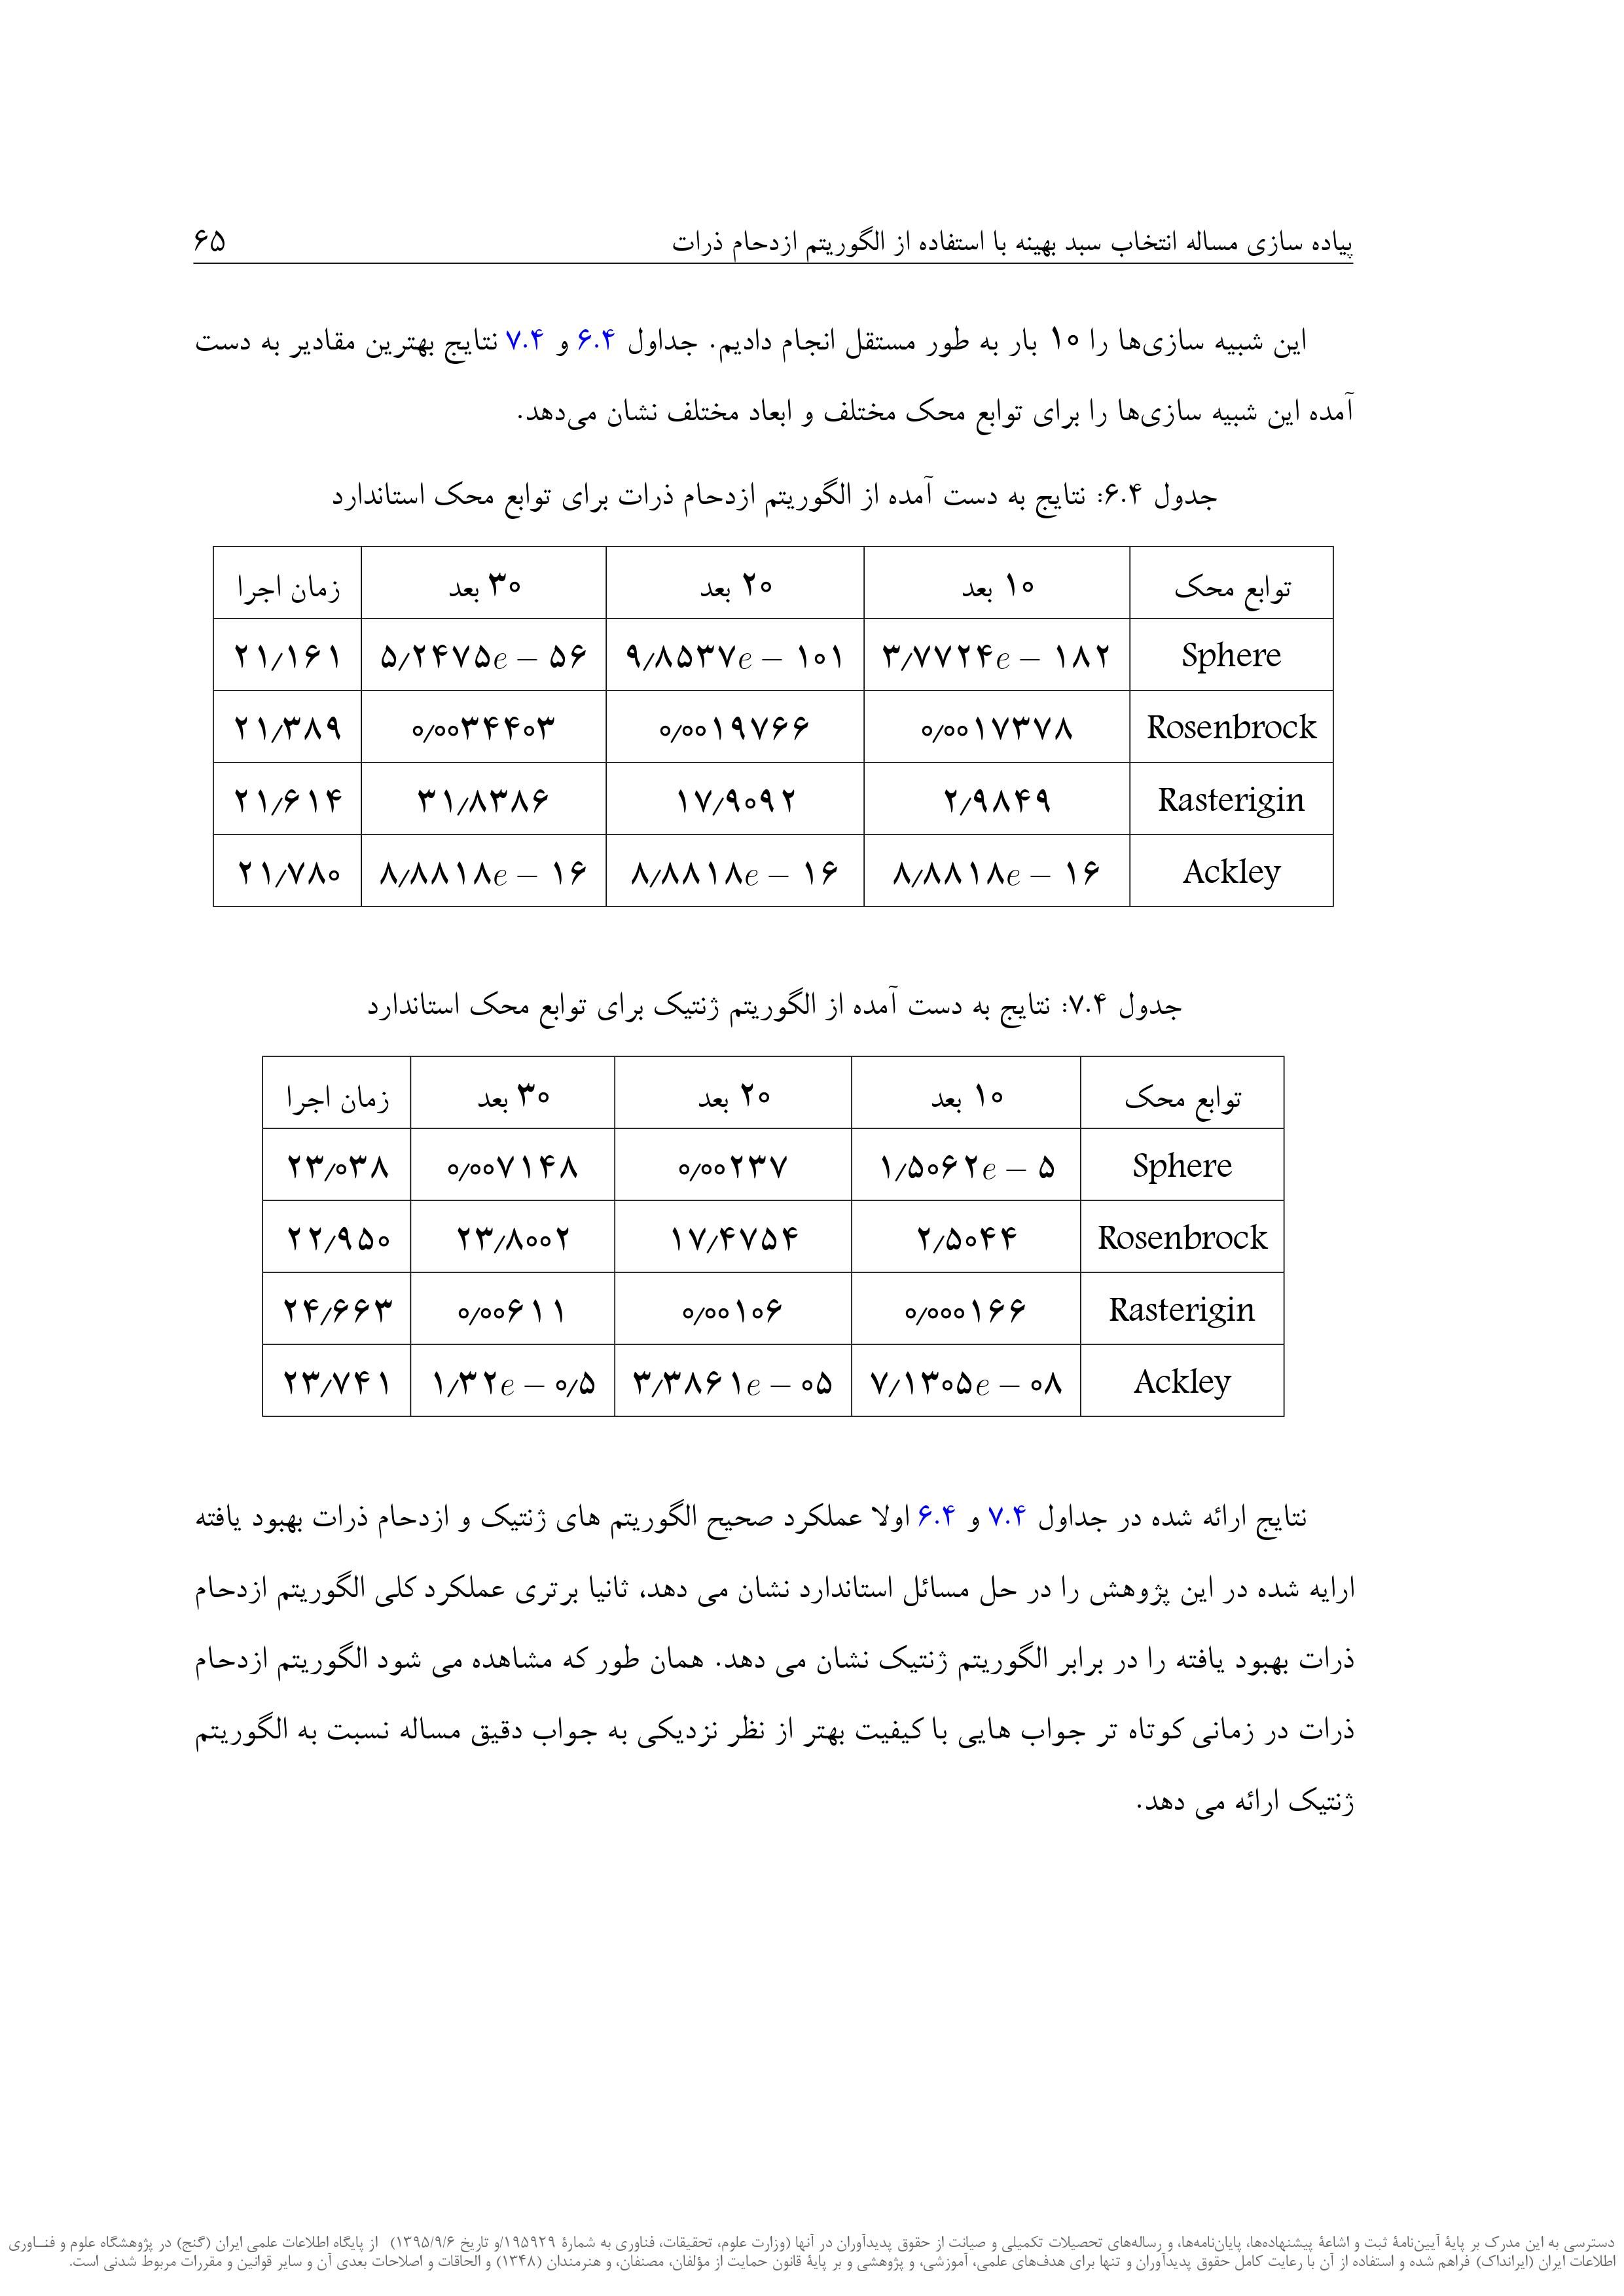 پیاده سازی مساله انتخاب سبد بهینه با استفاده از الگوریتم ازدحام ذرات ۶۵
این شبیه سازی‌ها را ۱۰ بار به طور مستقل انجام دادیم. جداول ۶.۴ و ۷.۴ نتایج بهترین مقادیر به دست
آمده این شبیه سازی‌ها را برای توابع محک مختلف و ابعاد مختلف نشان می‌دهد.
جدول ۶.۴: نتایج به دست آمده از الگوریتم ازدحام ذرات برای توابع محک استاندارد
توابع محک ۱۰ بعد ۲۰ بعد ۳۰ بعد زمان اجرا
Sphere ۳٫۷۷۲۴e − ۱۸۲ ۹٫۸۵۳۷e − ۱۰۱ ۵٫۲۴۷۵e − ۵۶ ۲۱٫۱۶۱
Rosenbrock ۰٫۰۰۱۷۳۷۸ ۰٫۰۰۱۹۷۶۶ ۰٫۰۰۳۴۴۰۳ ۲۱٫۳۸۹
Rasterigin ۲٫۹۸۴۹ ۱۷٫۹۰۹۲ ۳۱٫۸۳۸۶ ۲۱٫۶۱۴
Ackley ۸٫۸۸۱۸e − ۱۶ ۸٫۸۸۱۸e − ۱۶ ۸٫۸۸۱۸e − ۱۶ ۲۱٫۷۸۰
جدول ۷.۴: نتایج به دست آمده از الگوریتم ژنتیک برای توابع محک استاندارد
توابع محک ۱۰ بعد ۲۰ بعد ۳۰ بعد زمان اجرا
Sphere ۱٫۵۰۶۲e − ۵ ۰٫۰۰۲۳۷ ۰٫۰۰۷۱۴۸ ۲۳٫۰۳۸
Rosenbrock ۲٫۵۰۴۴ ۱۷٫۴۷۵۴ ۲۳٫۸۰۰۲ ۲۲٫۹۵۰
Rasterigin ۰٫۰۰۰۱۶۶ ۰٫۰۰۱۰۶ ۰٫۰۰۶۱۱ ۲۴٫۶۶۳
Ackley ۷٫۱۳۰۵e − ۰۸ ۳٫۳۸۶۱e − ۰۵ ۱٫۳۲e − ۰٫۵ ۲۳٫۷۴۱
نتایج ارائه شده در جداول ۷.۴ و ۶.۴ اولا عملکرد صحیح الگوریتم های ژنتیک و ازدحام ذرات بهبود یافته
ارایه شده در این پژوهش را در حل مسائل استاندارد نشان می دهد، ثانیا برتری عملکرد کلی الگوریتم ازدحام
ذرات بهبود یافته را در برابر الگوریتم ژنتیک نشان می دهد. همان طور که مشاهده می شود الگوریتم ازدحام
ذرات در زمانی کوتاه تر جواب هایی با کیفیت بهتر از نظر نزدیکی به جواب دقیق مساله نسبت به الگوریتم
ژنتیک ارائه می دهد.
دسترسی به این مدرک بر پایهٔ آیین‌نامهٔ ثبت و اشاعهٔ پیشنهاده‌ها، پایان‌نامه‌ها، و رساله‌های تحصیلات تکمیلی و صیانت از حقوق پدیدآوران در آنها (وزارت علوم، تحقیقات، فناوری به شمارهٔ ۱۹۵۹۲۹/و تاریخ ۱۳۹۵/۹/۶) از پایگاه اطلاعات علمی ایران (گنج) در پژوهشگاه علوم و فنـاوری
اطلاعات ایران (ایرانداک) فراهم شده و استفاده از آن با رعایت کامل حقوق پدیدآوران و تنها برای هدف‌های علمی، آموزشی، و پژوهشی و بر پایهٔ قانون حمایت از مؤلفان، مصنفان، و هنرمندان (۱۳۴۸) و الحاقات و اصلاحات بعدی آن و سایر قوانین و مقررات مربوط شدنی است.